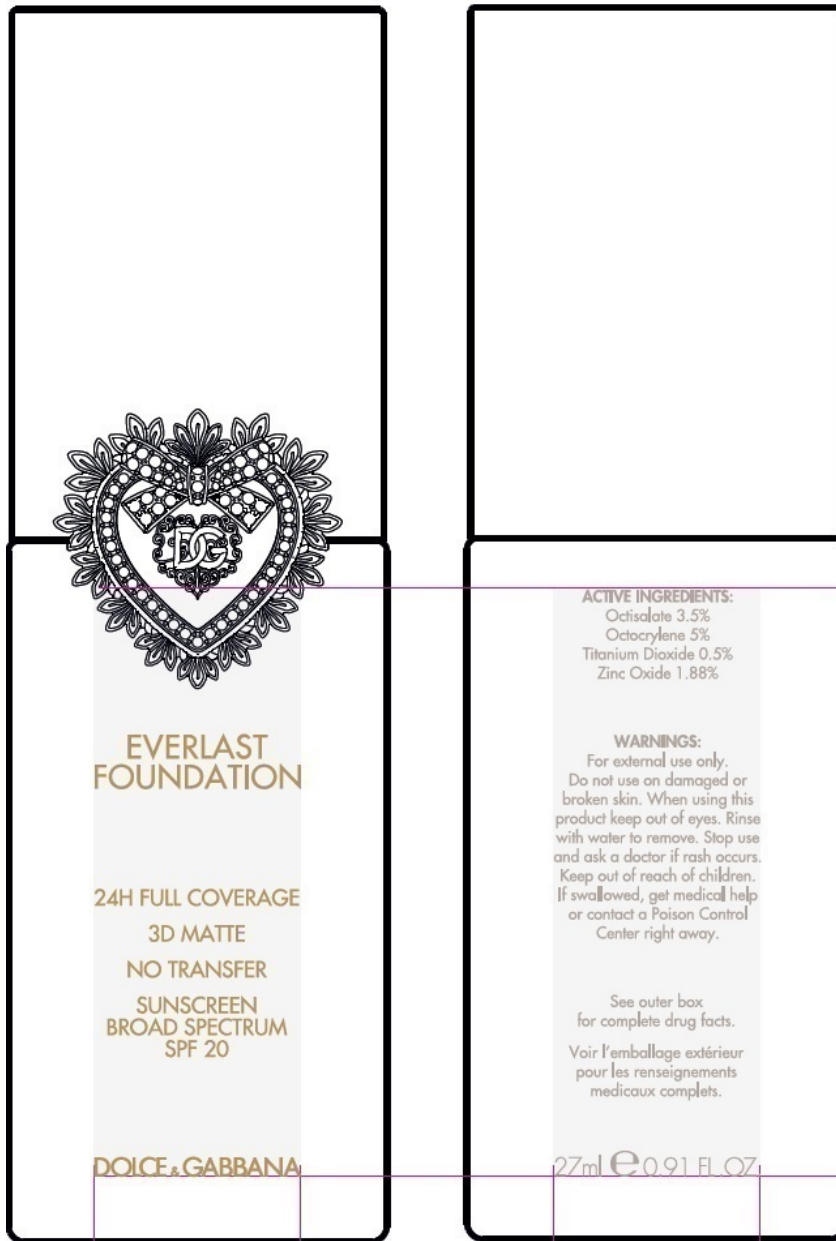 DG
EVERLAST
FOUNDATION
24H FULL COVERAGE
3D MATTE
NO TRANSFER
SUNSCREEN
BROAD SPECTRUM
SPF 20
DOLCE & GABBANA
ACTIVE INGREDIENTS:
Octisalate 3.5%
Octocrylene 5%
Titanium Dioxide 0.5%
Zinc Oxide 1.88%
WARNINGS:
For external use only.
Do not use on damaged or
broken skin. When using this
product keep out of eyes. Rinse
with water to remove. Stop use
and ask a doctor if rash occurs.
Keep out of reach of children.
If swallowed, get medical help
or contact a Poison Control
Center right away.
See outer box
for complete drug facts.
Voir l'emballage extérieur
pour les renseignements
medicaux complets.
27ml ℮ 0.91 FL.OZ.